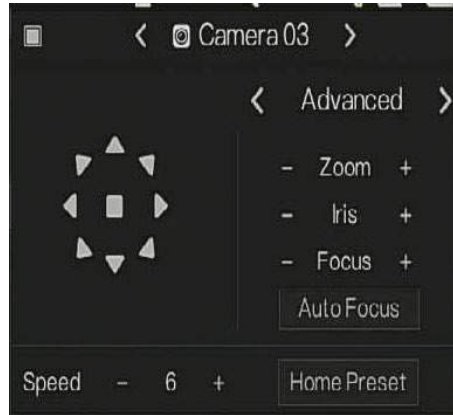 Camera 03
Advanced
- Zoom +
- Iris +
- Focus +
Auto Focus
Speed - 6 +
Home Preset